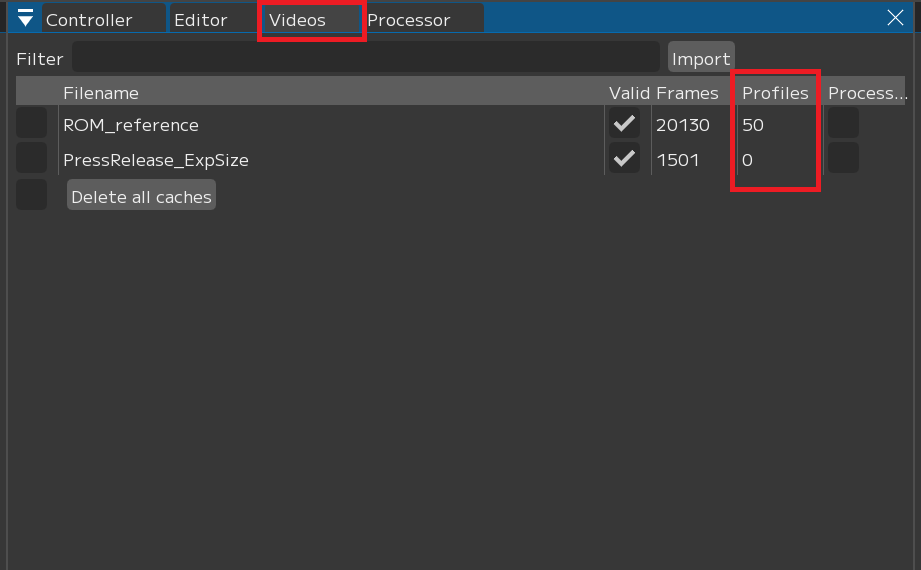 Controller Editor Videos Processor
Filter Import
Filename Valid Frames Profiles Process...
ROM_reference 20130 50
PressRelease_ExpSize 1501 0
Delete all caches